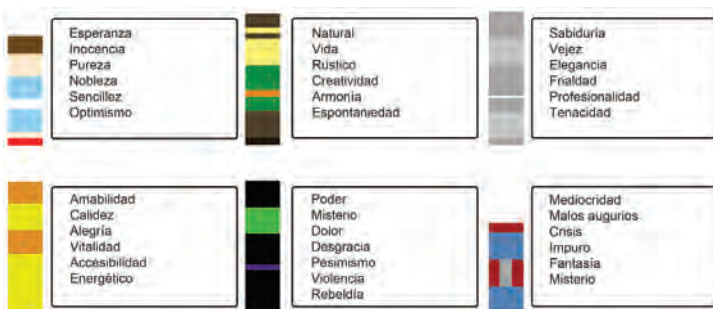 Esperanza
Inocencia
Pureza
Nobleza
Sencillez
Optimismo
Natural
Vida
Rústico
Creatividad
Armonía
Espontaniedad
Sabiduría
Vejez
Elegancia
Frialdad
Profesionalidad
Tenacidad
Amabilidad
Calidez
Alegría
Vitalidad
Accesibilidad
Energético
Poder
Misterio
Dolor
Desgracia
Pesimismo
Violencia
Rebeldía
Mediocridad
Malos augurios
Crisis
Impuro
Fantasía
Misterio